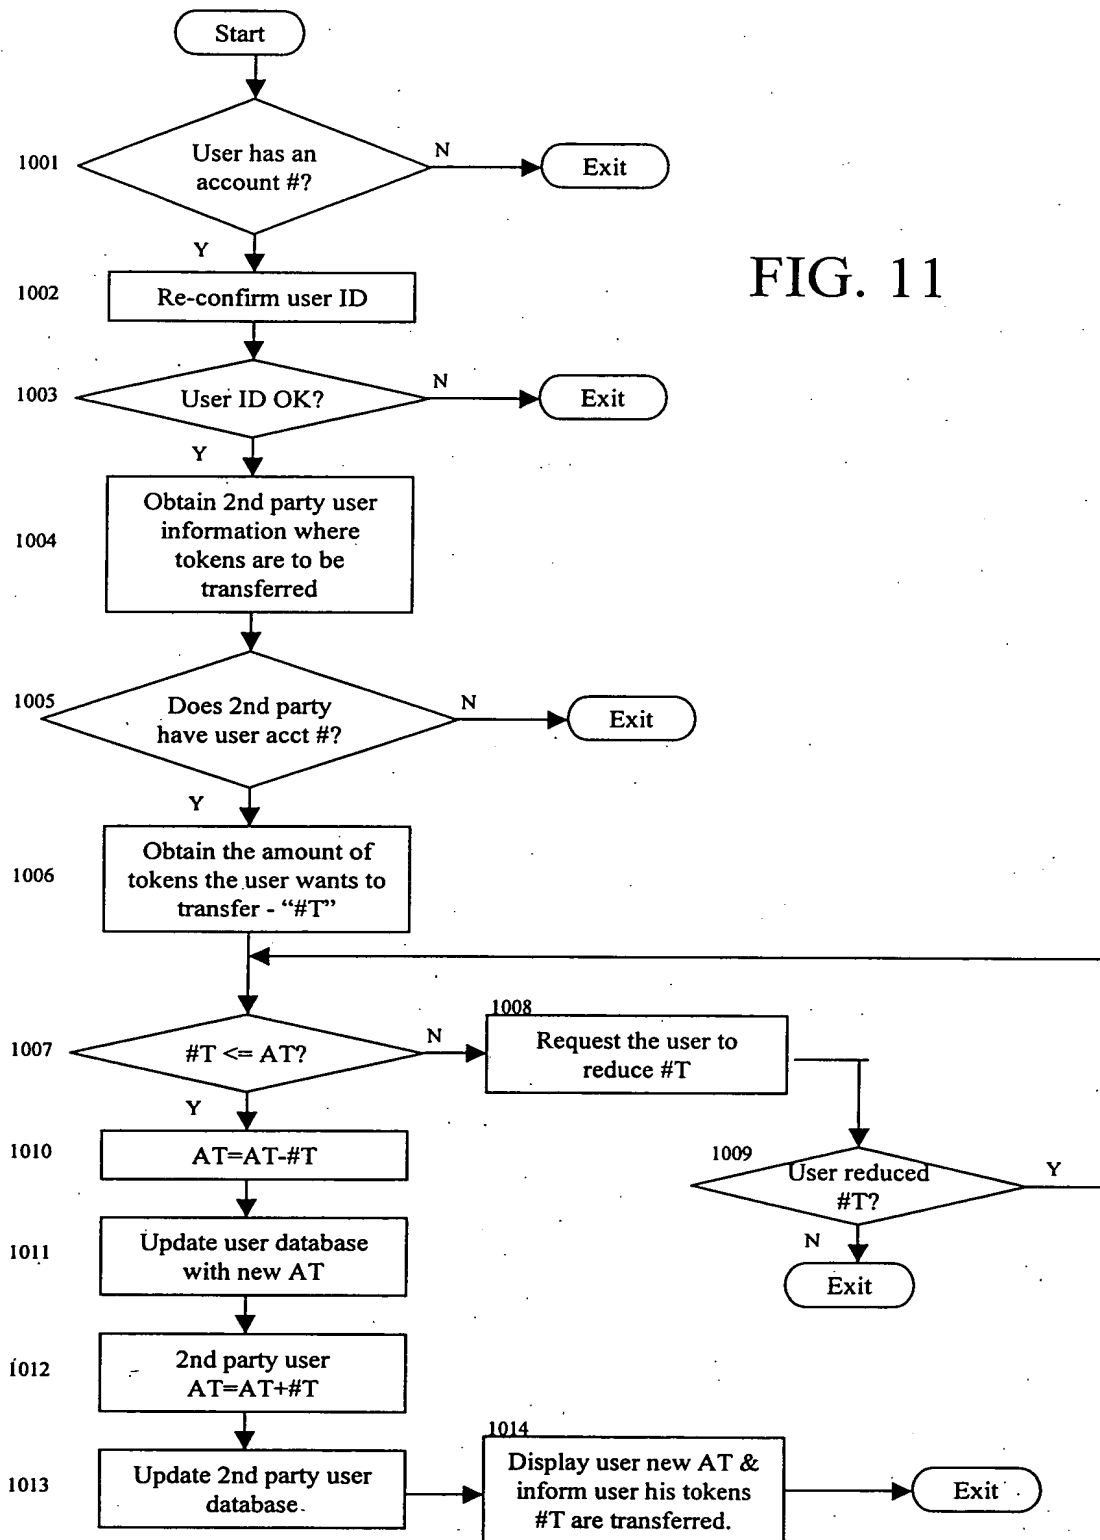 Start
1001
User has an
account #?
N
Exit
Y
FIG. 11
1002
Re-confirm user ID
1003
User ID OK?
N
Exit
Y
1004
Obtain 2nd party user
information where
tokens are to be
transferred
1005
Does 2nd party
have user acct #?
N
Exit
Y
1006
Obtain the amount of
tokens the user wants to
transfer - “#T”
1007
#T <= AT?
N
1008
Request the user to
reduce #T
Y
1009
User reduced
#T?
Y
N
Exit
1010
AT=AT-#T
1011
Update user database
with new AT
1012
2nd party user
AT=AT+#T
1013
Update 2nd party user
database.
1014
Display user new AT &
inform user his tokens
#T are transferred.
Exit